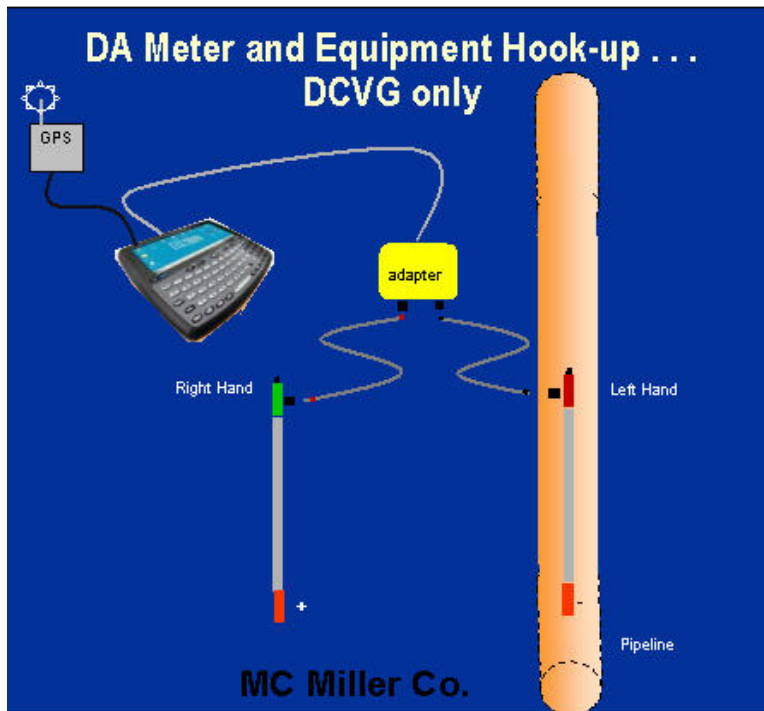 DA Meter and Equipment Hook-up . . .
DCVG only
GPS
adapter
Right Hand
Left Hand
+
-
Pipeline
MC Miller Co.